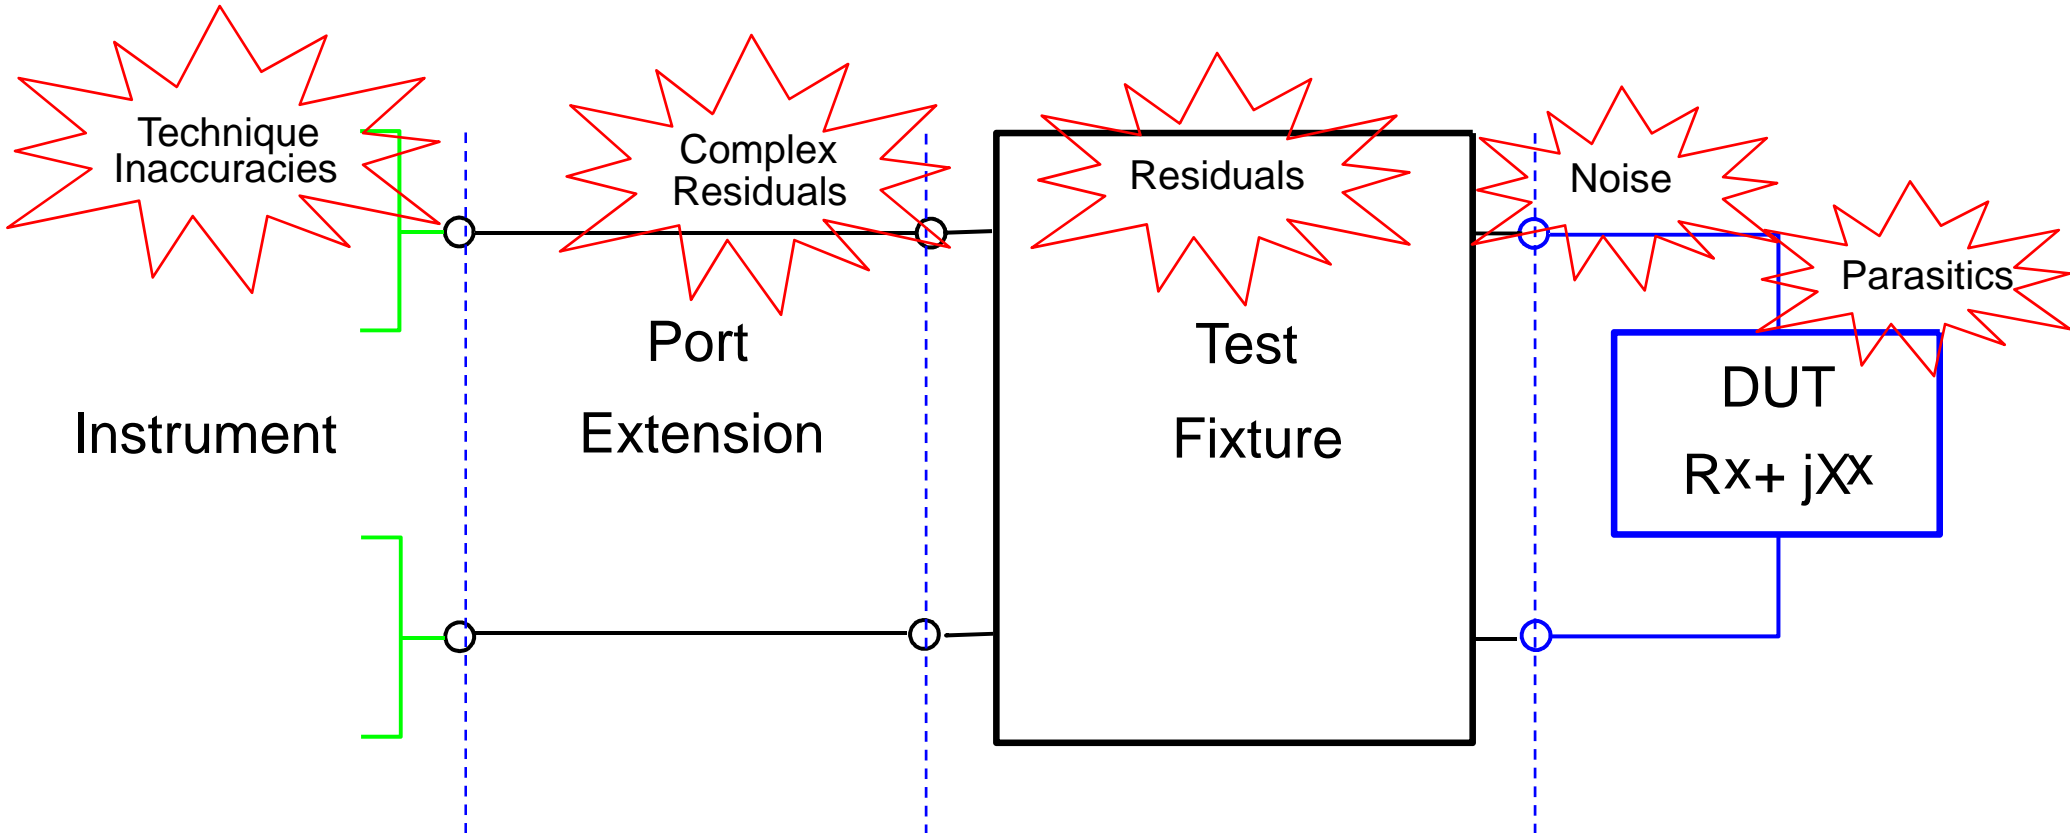 Technique
Inaccuracies
Complex
Residuals
Residuals
Noise
Parasitics
Instrument
Port
Extension
Test
Fixture
DUT
Rx+ jXx